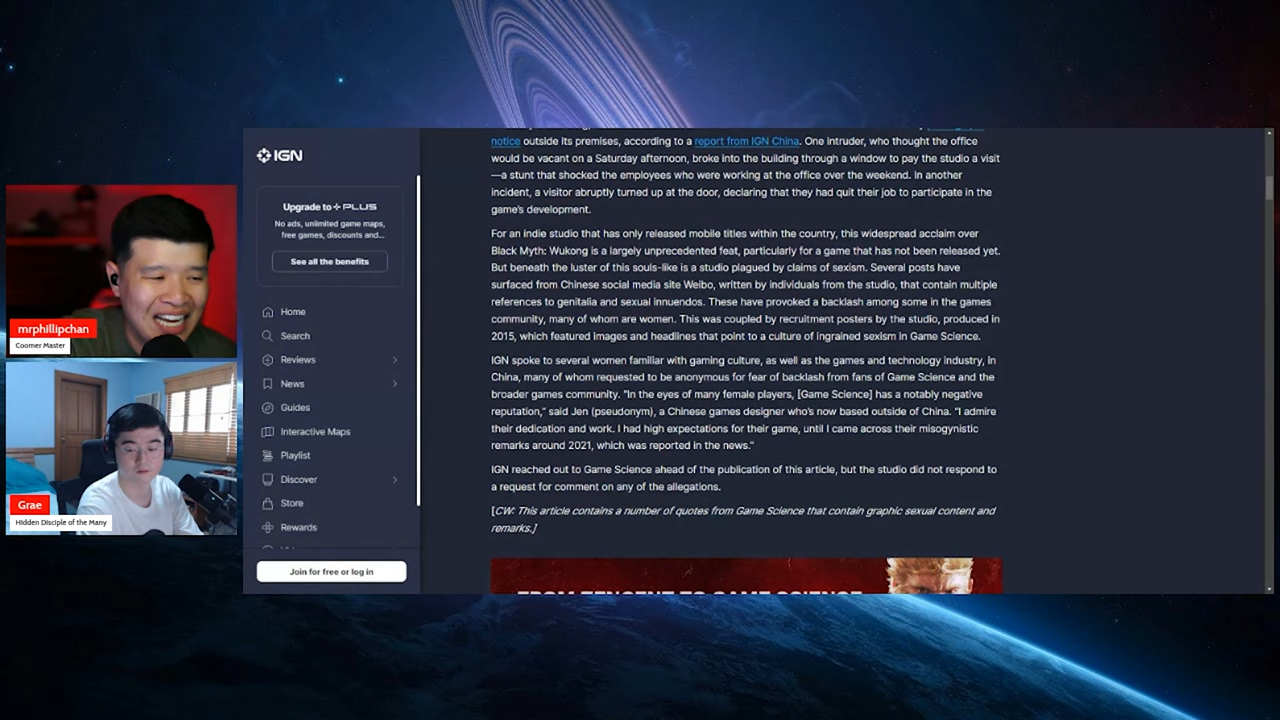 IGN
Upgrade to PLUS
No ads, unlimited game maps,
free games, discounts and...
See all the benefits
Home
Search
Reviews
News
Guides
Interactive Maps
Playlist
Discover
Store
Rewards
Join for free or log in
notice outside its premises, according to a report from IGN China. One intruder, who thought the office
would be vacant on a Saturday afternoon, broke into the building through a window to pay the studio a visit
—a stunt that shocked the employees who were working at the office over the weekend. In another
incident, a visitor abruptly turned up at the door, declaring that they had quit their job to participate in the
game's development.
For an indie studio that has only released mobile titles within the country, this widespread acclaim over
Black Myth: Wukong is a largely unprecedented feat, particularly for a game that has not been released yet.
But beneath the luster of this souls-like is a studio plagued by claims of sexism. Several posts have
surfaced from Chinese social media site Weibo, written by individuals from the studio, that contain multiple
references to genitalia and sexual innuendos. These have provoked a backlash among some in the games
community, many of whom are women. This was coupled by recruitment posters by the studio, produced in
2015, which featured images and headlines that point to a culture of ingrained sexism in Game Science.
IGN spoke to several women familiar with gaming culture, as well as the games and technology industry, in
China, many of whom requested to be anonymous for fear of backlash from fans of Game Science and the
broader games community. "In the eyes of many female players, [Game Science] has a notably negative
reputation," said Jen (pseudonym), a Chinese games designer who's now based outside of China. "I admire
their dedication and work. I had high expectations for their game, until I came across their misogynistic
remarks around 2021, which was reported in the news."
IGN reached out to Game Science ahead of the publication of this article, but the studio did not respond to
a request for comment on any of the allegations.
[CW: This article contains a number of quotes from Game Science that contain graphic sexual content and
remarks.]
FROM TENCENT TO GAME SCIENCE
mrphillipchan
Coomer Master
Grae
Hidden Disciple of the Many